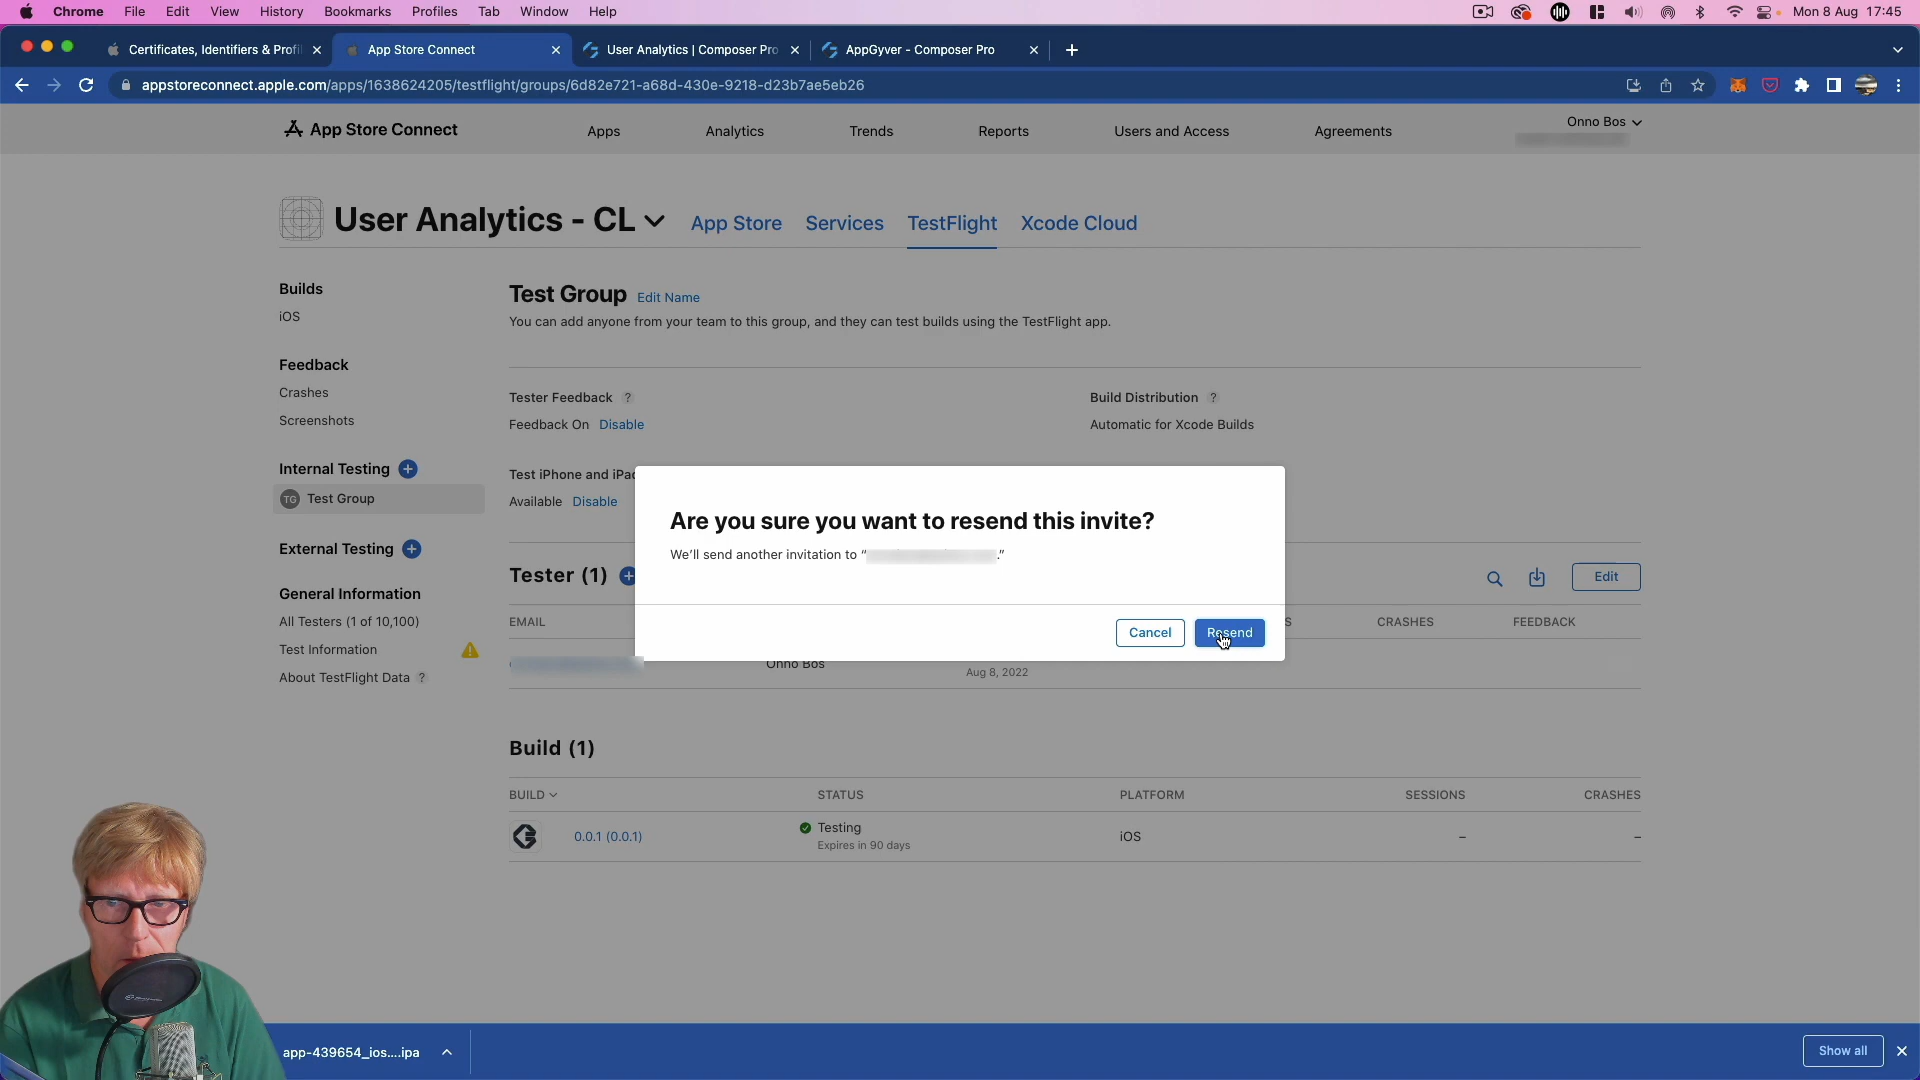 Chrome File Edit View History Bookmarks Profiles Tab Window Help Mon 8 Aug 17:45
Certificates, Identifiers & Profil App Store Connect User Analytics | Composer Pro AppGyver - Composer Pro
appstoreconnect.apple.com/apps/1638624205/testflight/groups/6d82e721-a68d-430e-9218-d23b7ae5eb26
App Store Connect Apps Analytics Trends Reports Users and Access Agreements Onno Bos
User Analytics - CL App Store Services TestFlight Xcode Cloud
Builds
iOS
Feedback
Crashes
Screenshots
Internal Testing
TG Test Group
External Testing
General Information
All Testers (1 of 10,100)
Test Information
About TestFlight Data ?
Test Group Edit Name
You can add anyone from your team to this group, and they can test builds using the TestFlight app.
Tester Feedback ? Build Distribution ?
Feedback On Disable Automatic for Xcode Builds
Test iPhone and iPad
Available Disable
Are you sure you want to resend this invite?
We'll send another invitation to “ .”
Cancel Resend
Tester (1) Edit
EMAIL S CRASHES FEEDBACK
Onno Bos
Aug 8, 2022
Build (1)
BUILD STATUS PLATFORM SESSIONS CRASHES
0.0.1 (0.0.1) Testing iOS – –
Expires in 90 days
app-439654_ios....ipa Show all